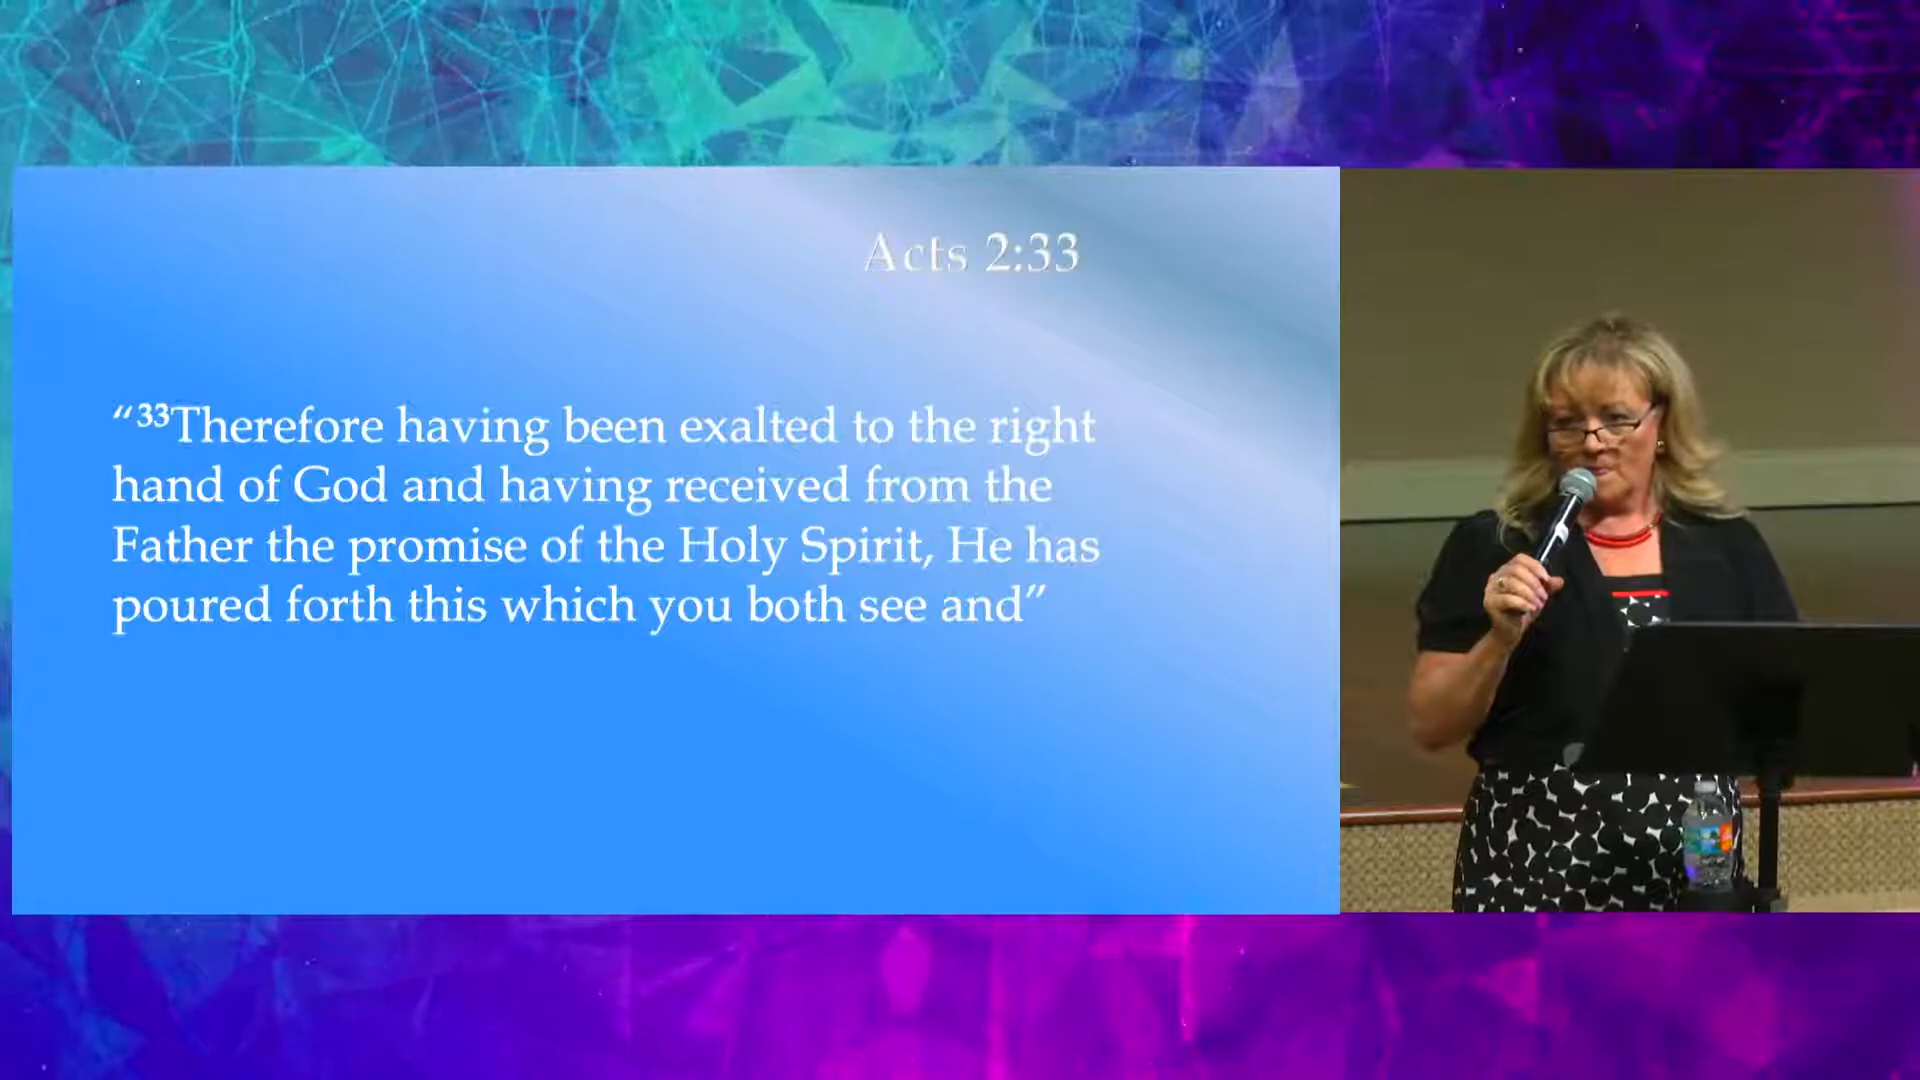 Acts 2:33
“³³Therefore having been exalted to the right
hand of God and having received from the
Father the promise of the Holy Spirit, He has
poured forth this which you both see and”